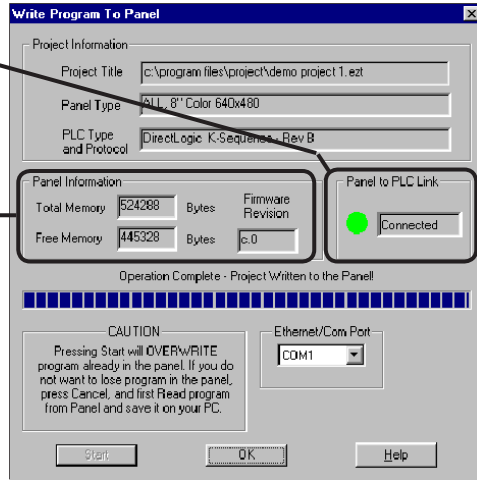 Write Program To Panel
Project Information
Project Title c:\program files\project\demo project 1.ezt
Panel Type ALL, 8" Color 640x480
PLC Type and Protocol DirectLogic K-Sequence - Rev B
Panel Information
Total Memory 524288 Bytes
Firmware Revision
Free Memory 445328 Bytes c.0
Panel to PLC Link
Connected
Operation Complete - Project Written to the Panel!
CAUTION
Pressing Start will OVERWRITE
program already in the panel. If you do
not want to lose program in the panel,
press Cancel, and first Read program
from Panel and save it on your PC.
Ethernet/Com Port
COM1
Start OK Help